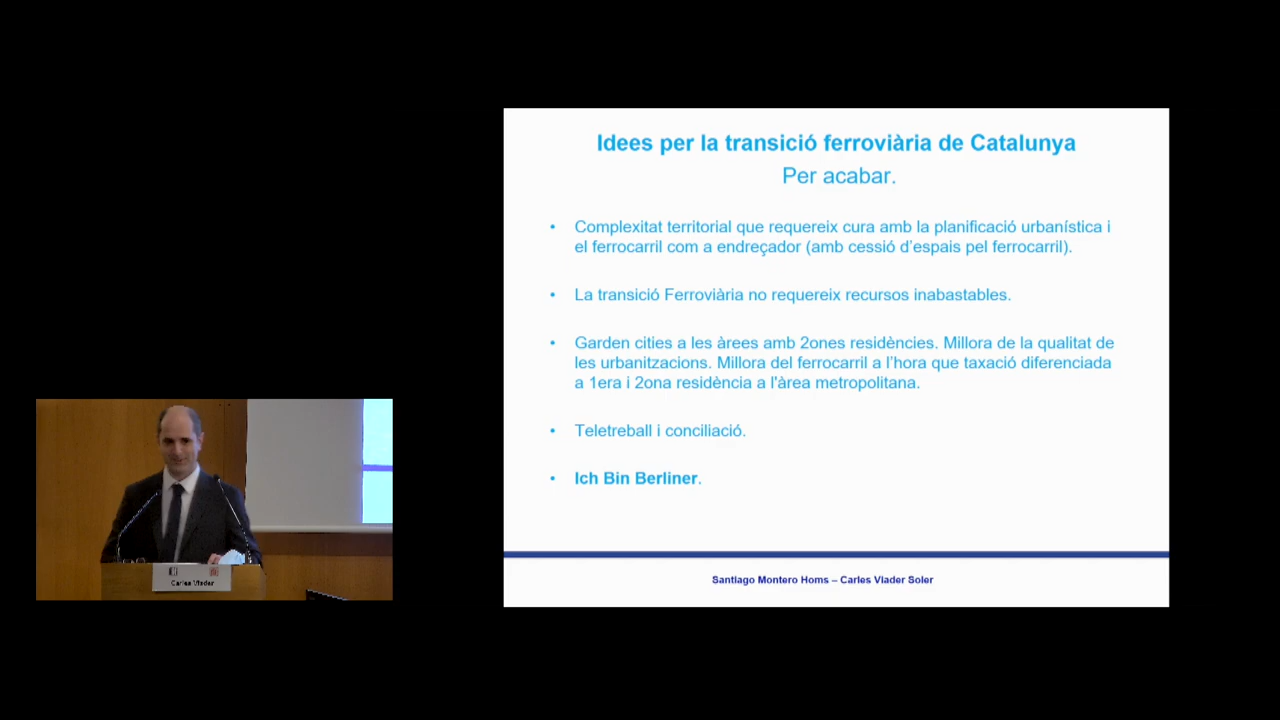 Idees per la transició ferroviària de Catalunya
Per acabar.
• Complexitat territorial que requereix cura amb la planificació urbanística i
el ferrocarril com a endreçador (amb cessió d'espais pel ferrocarril).
• La transició Ferroviària no requereix recursos inabastables.
• Garden cities a les àrees amb 2ones residències. Millora de la qualitat de
les urbanitzacions. Millora del ferrocarril a l'hora que taxació diferenciada
a 1era i 2ona residència a l'àrea metropolitana.
• Teletreball i conciliació.
• Ich Bin Berliner.
Santiago Montero Homs – Carles Viader Soler
Carles Viader